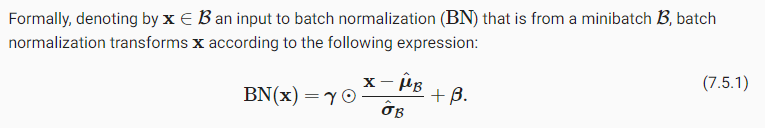 Formally, denoting by x ∈ ℬ an input to batch normalization (BN) that is from a minibatch ℬ, batch
normalization transforms x according to the following expression:
BN(x) = γ ⊙ (x − μ̂_ℬ) / σ̂_ℬ + β. (7.5.1)